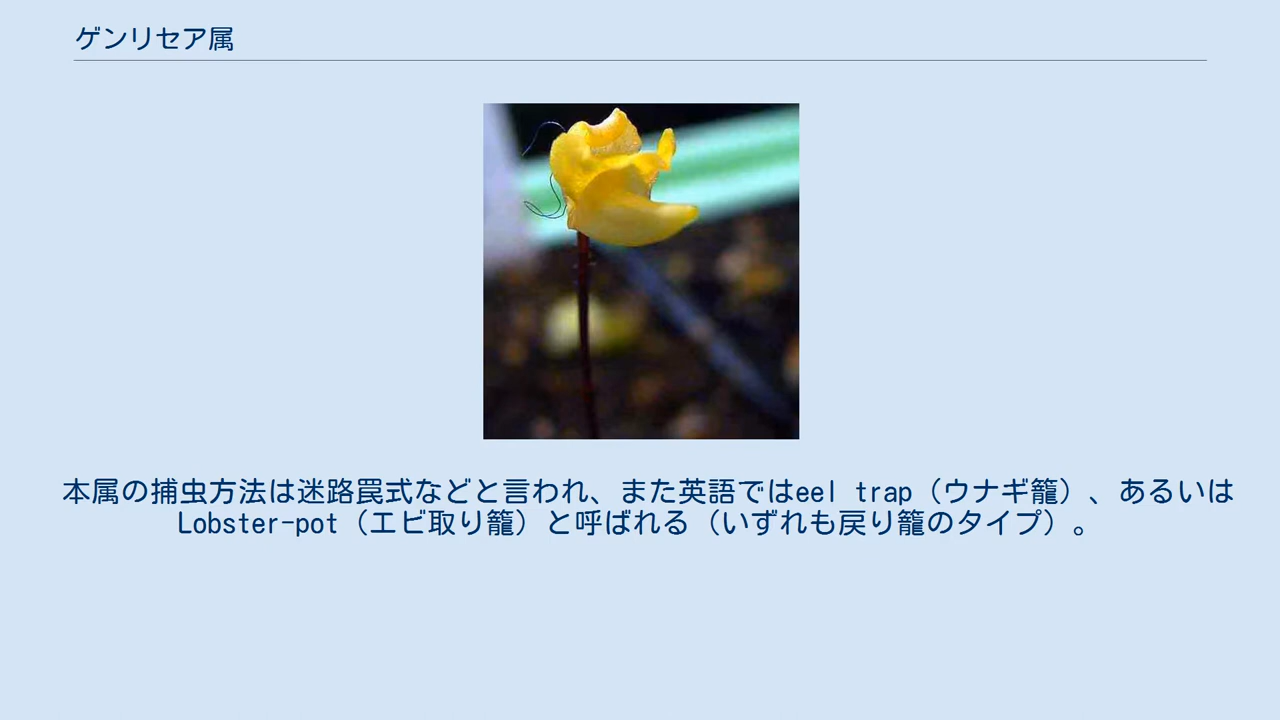 ゲンリセア属
本属の捕虫方法は迷路罠式などと言われ、また英語ではeel trap（ウナギ籠）、あるいは
Lobster-pot（エビ取り籠）と呼ばれる（いずれも戻り籠のタイプ）。